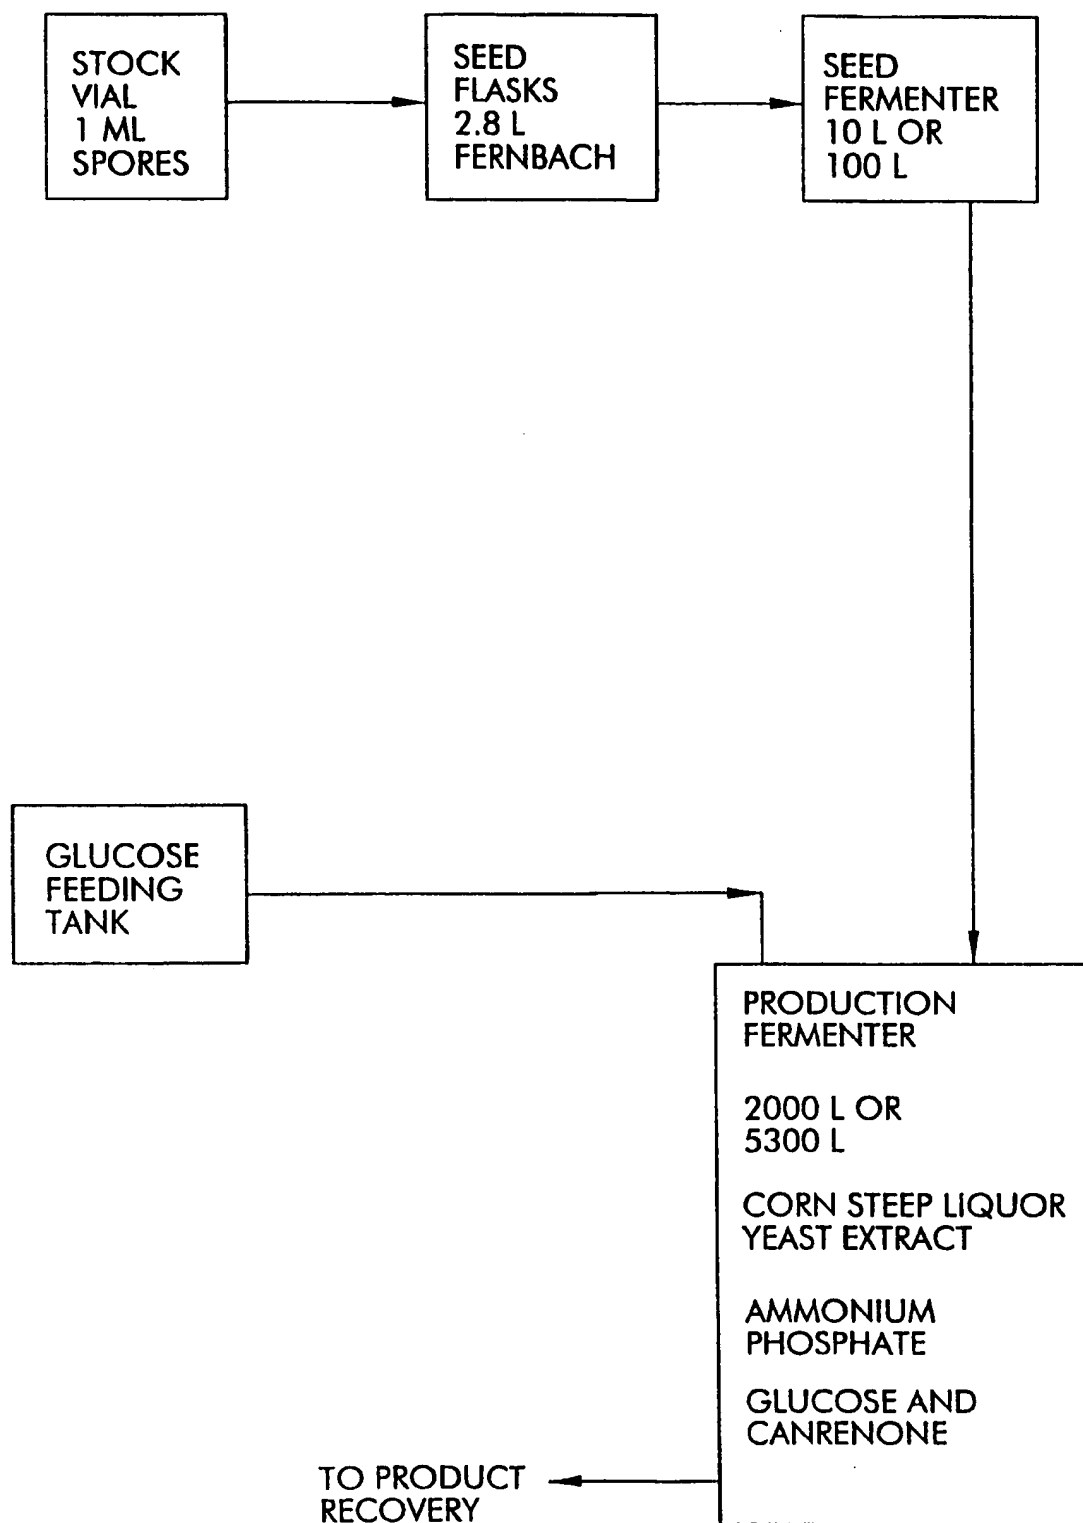 STOCK
VIAL
1 ML
SPORES
SEED
FLASKS
2.8 L
FERNBACH
SEED
FERMENTER
10 L OR
100 L
GLUCOSE
FEEDING
TANK
PRODUCTION
FERMENTER
2000 L OR
5300 L
CORN STEEP LIQUOR
YEAST EXTRACT
AMMONIUM
PHOSPHATE
GLUCOSE AND
CANRENONE
TO PRODUCT
RECOVERY